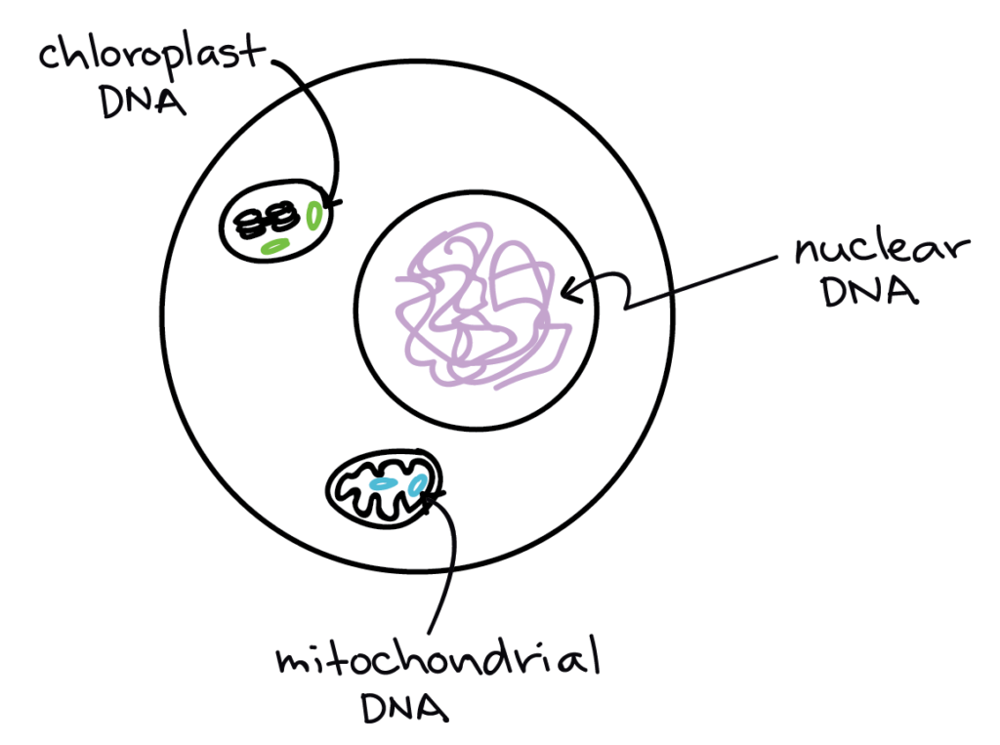 chloroplast
DNA
nuclear
DNA
mitochondrial
DNA